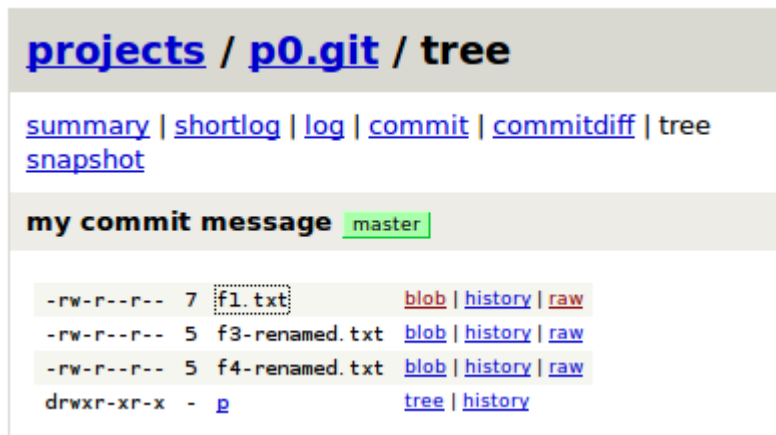 projects / p0.git / tree
summary | shortlog | log | commit | commitdiff | tree
snapshot
my commit message master
-rw-r--r-- 7 f1.txt blob | history | raw
-rw-r--r-- 5 f3-renamed.txt blob | history | raw
-rw-r--r-- 5 f4-renamed.txt blob | history | raw
drwxr-xr-x - p tree | history